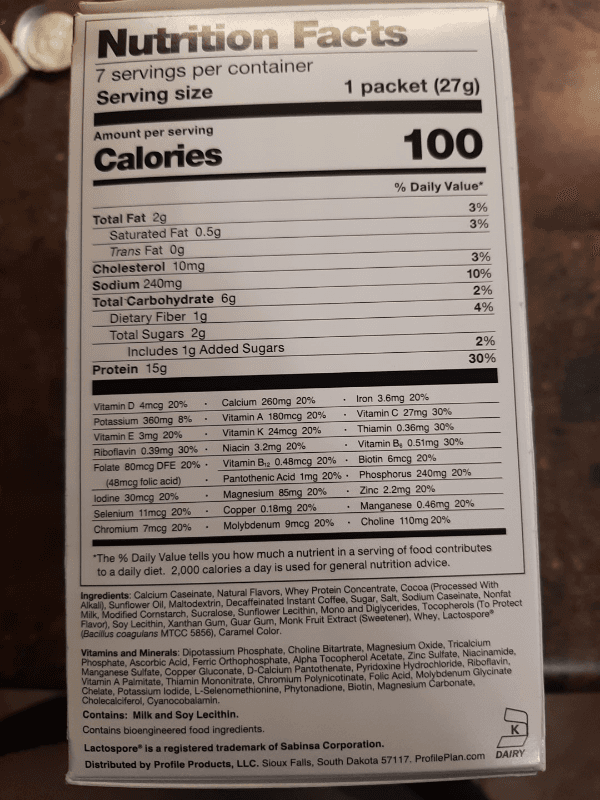 Nutrition Facts
7 servings per container
Serving size 1 packet (27g)
Amount per serving
Calories 100
% Daily Value*
Total Fat 2g 3%
Saturated Fat 0.5g 3%
Trans Fat 0g
Cholesterol 10mg 3%
Sodium 240mg 10%
Total Carbohydrate 6g 2%
Dietary Fiber 1g 4%
Total Sugars 2g
Includes 1g Added Sugars 2%
Protein 15g 30%
Vitamin D 4mcg 20% · Calcium 260mg 20% · Iron 3.6mg 20%
Potassium 360mg 8% · Vitamin A 180mcg 20% · Vitamin C 27mg 30%
Vitamin E 3mg 20% · Vitamin K 24mcg 20% · Thiamin 0.36mg 30%
Riboflavin 0.39mg 30% · Niacin 3.2mg 20% · Vitamin B₆ 0.51mg 30%
Folate 80mcg DFE 20% · Vitamin B₁₂ 0.48mcg 20% · Biotin 6mcg 20%
(48mcg folic acid) Pantothenic Acid 1mg 20% · Phosphorus 240mg 20%
Iodine 30mcg 20% · Magnesium 85mg 20% · Zinc 2.2mg 20%
Selenium 11mcg 20% · Copper 0.18mg 20% · Manganese 0.46mg 20%
Chromium 7mcg 20% · Molybdenum 9mcg 20% · Choline 110mg 20%
*The % Daily Value tells you how much a nutrient in a serving of food contributes
to a daily diet. 2,000 calories a day is used for general nutrition advice.
Ingredients: Calcium Caseinate, Natural Flavors, Whey Protein Concentrate, Cocoa (Processed With
Alkali), Sunflower Oil, Maltodextrin, Decaffeinated Instant Coffee, Sugar, Salt, Sodium Caseinate, Nonfat
Milk, Modified Cornstarch, Sucralose, Sunflower Lecithin, Mono and Diglycerides, Tocopherols (To Protect
Flavor), Soy Lecithin, Xanthan Gum, Guar Gum, Monk Fruit Extract (Sweetener), Whey, Lactospore®
(Bacillus coagulans MTCC 5856), Caramel Color.
Vitamins and Minerals: Dipotassium Phosphate, Choline Bitartrate, Magnesium Oxide, Tricalcium
Phosphate, Ascorbic Acid, Ferric Orthophosphate, Alpha Tocopherol Acetate, Zinc Sulfate, Niacinamide,
Manganese Sulfate, Copper Gluconate, D-Calcium Pantothenate, Pyridoxine Hydrochloride, Riboflavin,
Vitamin A Palmitate, Thiamin Mononitrate, Chromium Polynicotinate, Folic Acid, Molybdenum Glycinate
Chelate, Potassium Iodide, L-Selenomethionine, Phytonadione, Biotin, Magnesium Carbonate,
Cholecalciferol, Cyanocobalamin.
Contains: Milk and Soy Lecithin.
Contains bioengineered food ingredients.
Lactospore® is a registered trademark of Sabinsa Corporation.
Distributed by Profile Products, LLC. Sioux Falls, South Dakota 57117. ProfilePlan.com
K
DAIRY